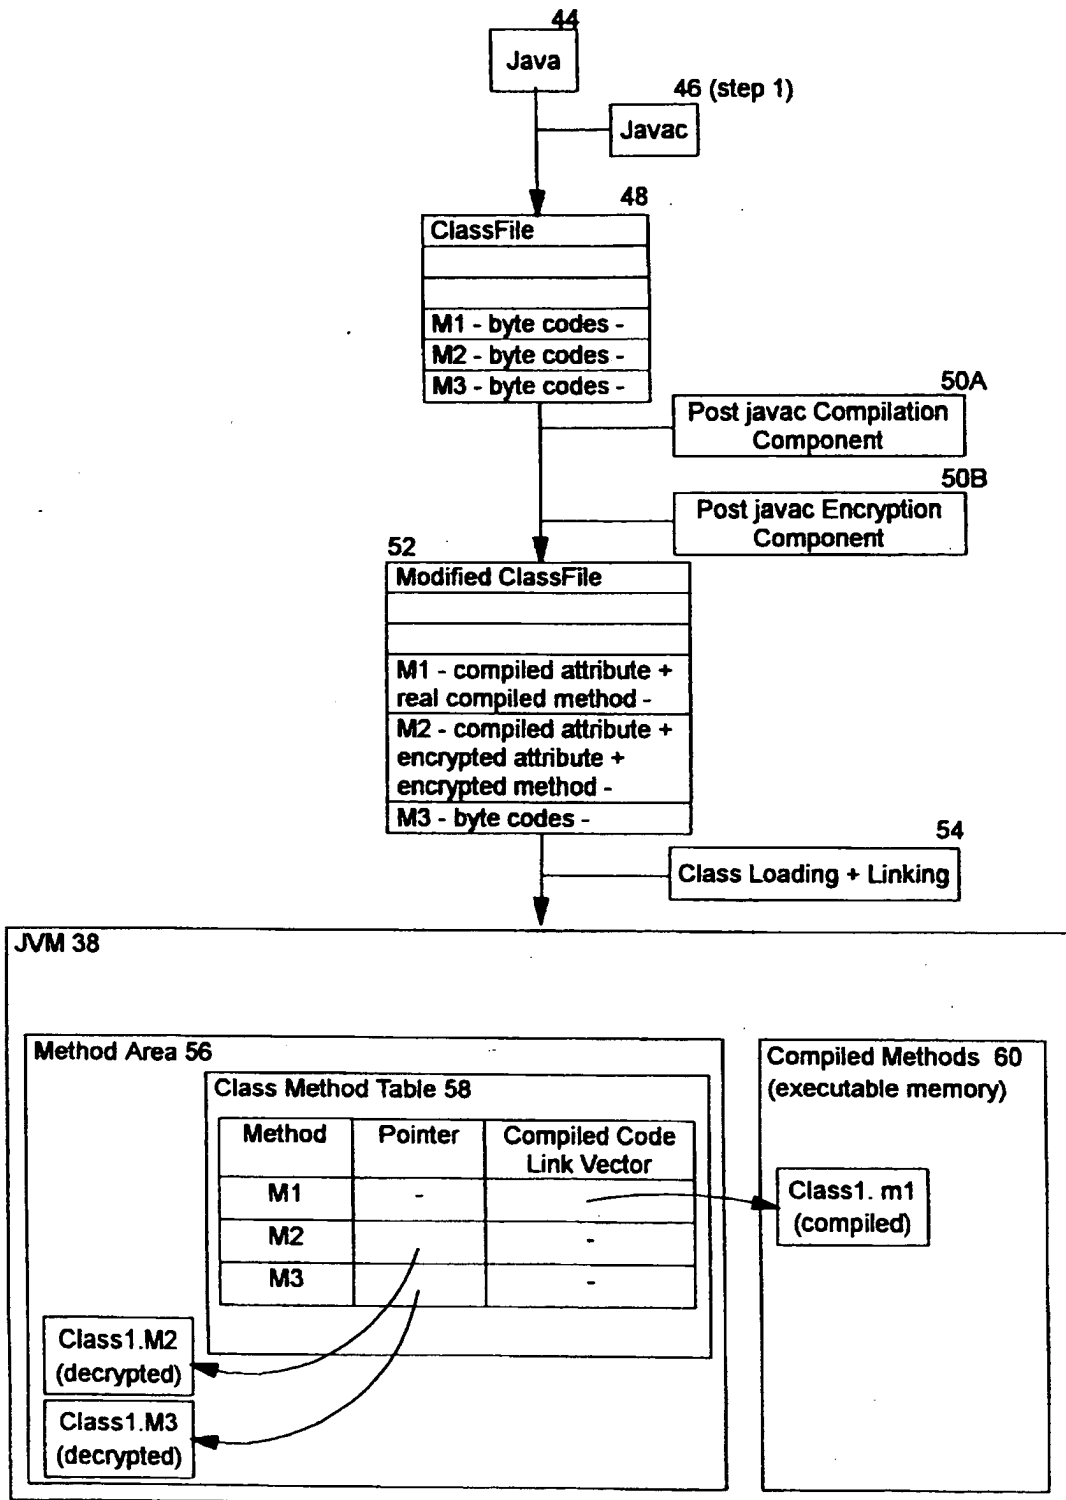 44
Java
46 (step 1)
Javac
48
ClassFile
M1 - byte codes -
M2 - byte codes -
M3 - byte codes -
50A
Post javac Compilation
Component
50B
Post javac Encryption
Component
52
Modified ClassFile
M1 - compiled attribute +
real compiled method -
M2 - compiled attribute +
encrypted attribute +
encrypted method -
M3 - byte codes -
54
Class Loading + Linking
JVM 38
Method Area 56
Class Method Table 58
Method Pointer Compiled Code
Link Vector
M1 -
M2 -
M3 -
Class1.M2
(decrypted)
Class1.M3
(decrypted)
Compiled Methods 60
(executable memory)
Class1. m1
(compiled)